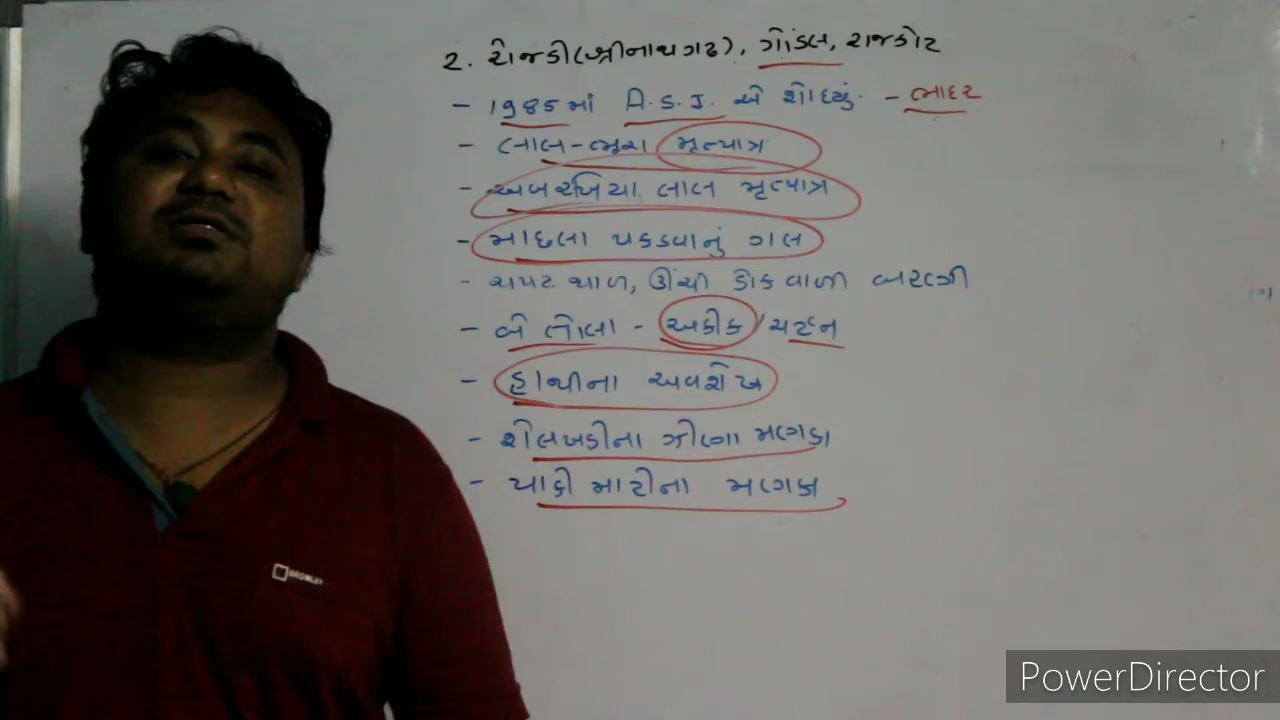 2. રોજડી(શ્રીનાથગઢ), ગોંડલ, રાજકોટ
- 1985માં A.S.I. એ શોધ્યું. - ભાદર
- લાલ-ભૂરા મૃત્પાત્ર
- અબરખિયા લાલ મૃત્પાત્ર
- માછલા પકડવાનું ગલ
- ચપટ થાળ, ઊંચી ડોકવાળી બરણી
- બે તોલા - અકીક/ચર્ટના
- હાથીના અવશેષ
- શેલખડીના ઝીણા મણકા
- પાકી માટીના મણકા
PowerDirector